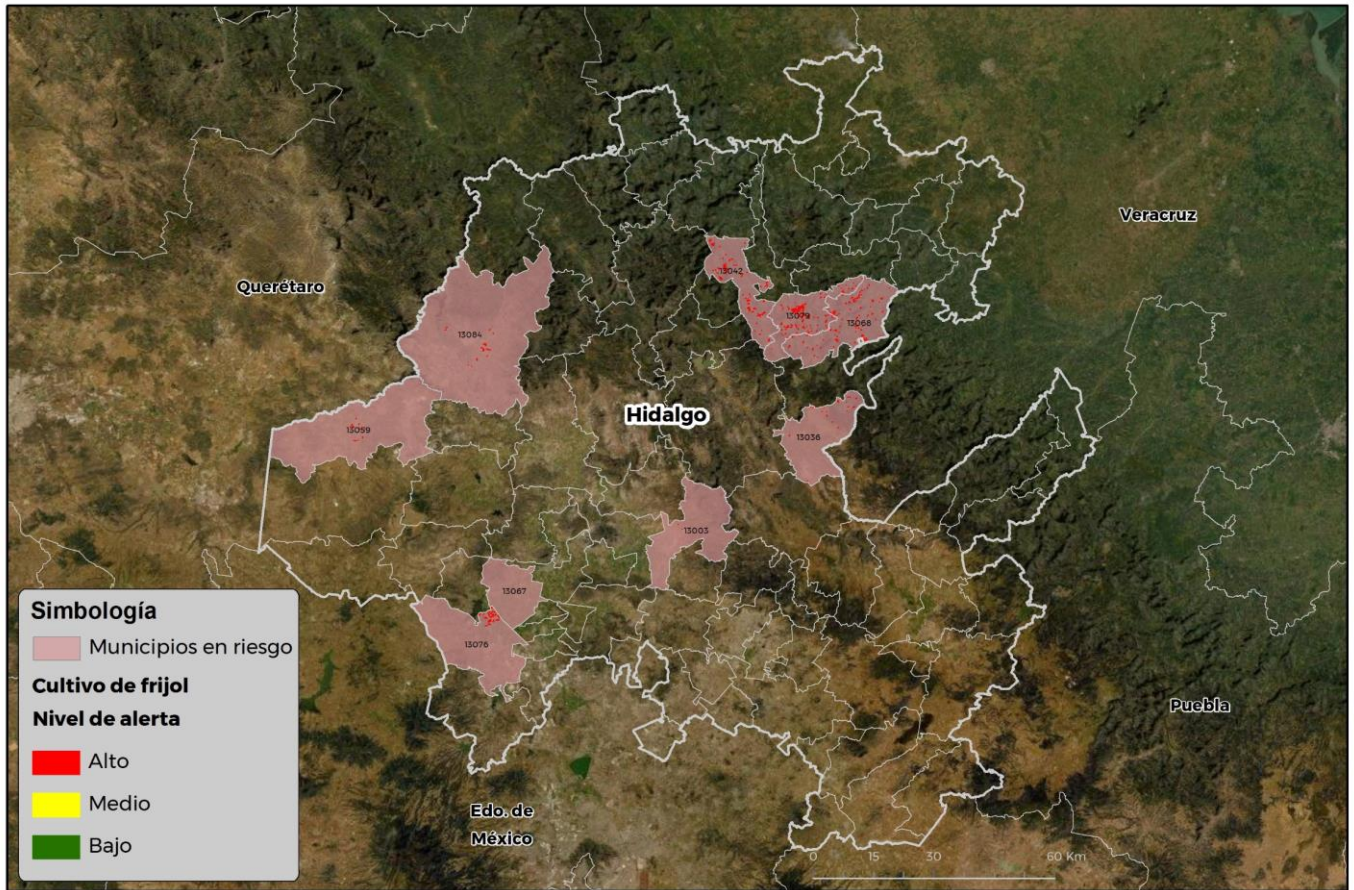 Veracruz
Querétaro
13042
13079
13068
13084
Hidalgo
13059
13036
13003
13067
13076
Simbología
Municipios en riesgo
Cultivo de frijol
Nivel de alerta
Alto
Medio
Bajo
Puebla
Edo. de
México
0 15 30 60 Km